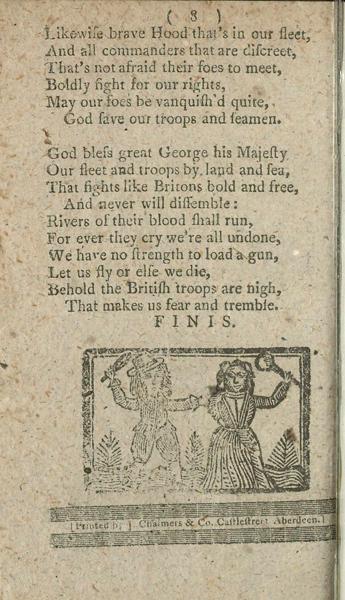 ( 8 )
Likewiſe brave Hood that's in our fleet,
And all commanders that are diſcreet,
That's not afraid their foes to meet,
Boldly fight for our rights,
May our foes be vanquiſh'd quite,
God ſave our troops and ſeamen.
God bleſs great George his Majeſty
Our fleet and troops by land and ſea,
That fights like Britons bold and free,
And never will diſſemble:
Rivers of their blood ſhall run,
For ever they cry we're all undone,
We have no ſtrength to load a gun,
Let us fly or elſe we die,
Behold the Britiſh troops are nigh,
That makes us fear and tremble.
FINIS.
[Printed by J. Chalmers & Co. Caſtleſtreet Aberdeen.]